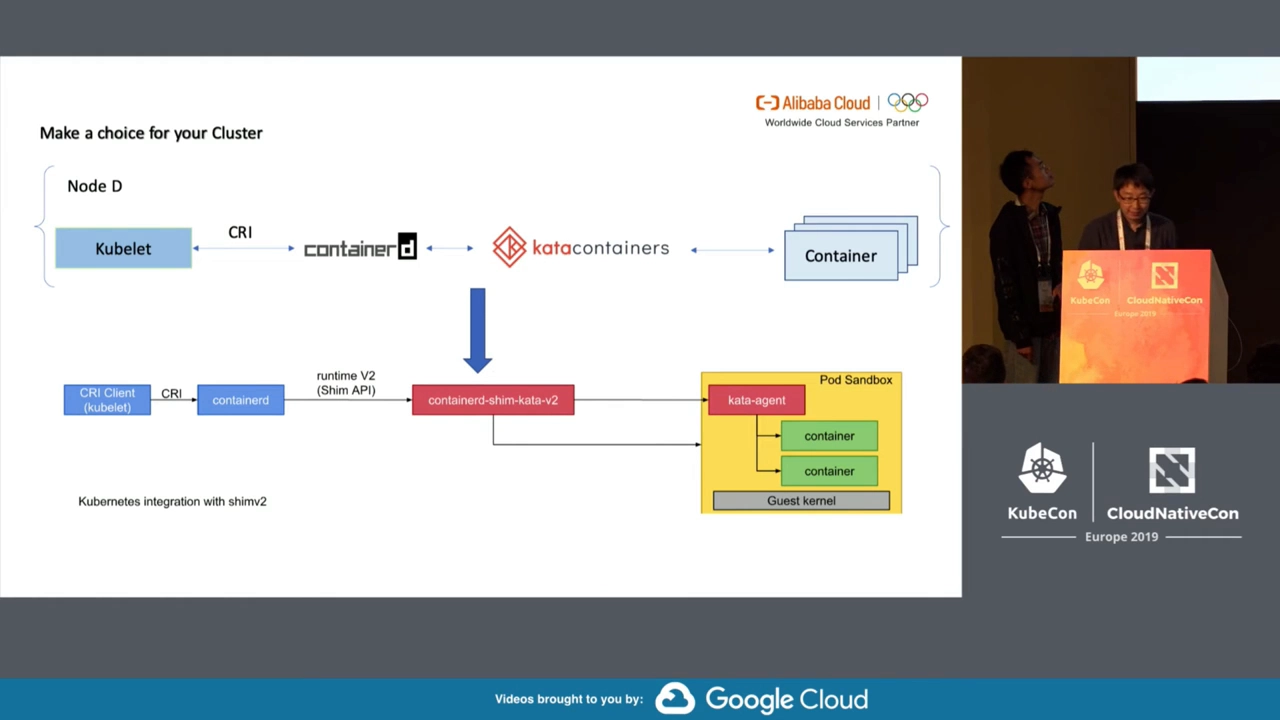 Alibaba Cloud
Worldwide Cloud Services Partner
Make a choice for your Cluster
Node D
Kubelet
CRI
containerd
katacontainers
Container
CRI Client
(kubelet)
CRI
containerd
runtime V2
(Shim API)
containerd-shim-kata-v2
Pod Sandbox
kata-agent
container
container
Guest kernel
Kubernetes integration with shimv2
KubeCon
CloudNativeCon
Europe 2019
KubeCon
CloudNativeCon
Europe 2019
Videos brought to you by:
Google Cloud